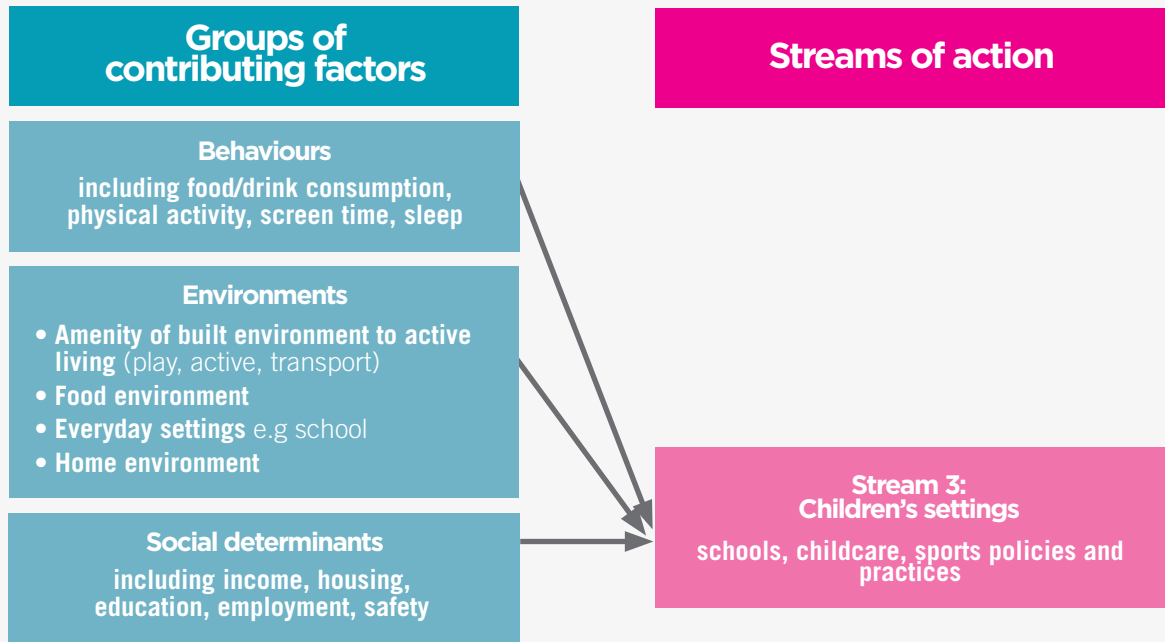 Groups of
contributing factors
Behaviours
including food/drink consumption,
physical activity, screen time, sleep
Environments
• Amenity of built environment to active
living (play, active, transport)
• Food environment
• Everyday settings e.g school
• Home environment
Social determinants
including income, housing,
education, employment, safety
Streams of action
Stream 3:
Children’s settings
schools, childcare, sports policies and
practices